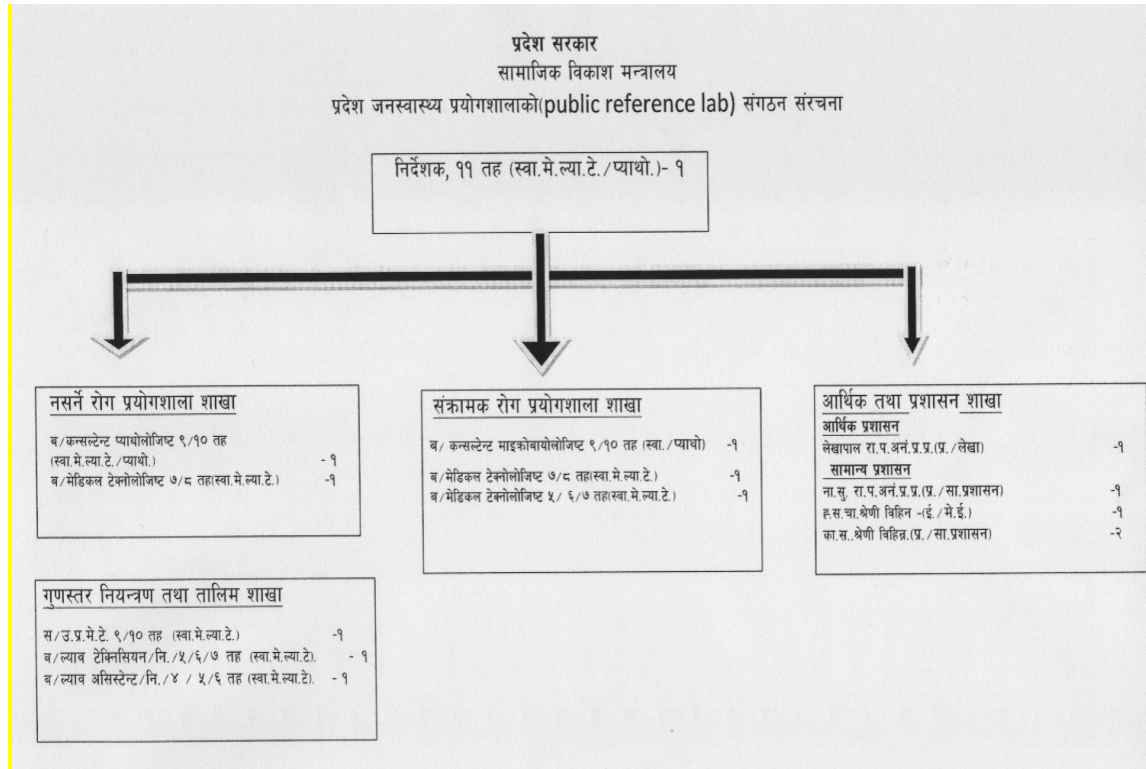 प्रदेश सरकार
सामाजिक विकाश मन्त्रालय
प्रदेश जनस्वास्थ्य प्रयोगशालाको(public reference lab) संगठन संरचना
निर्देशक, ११ तह (स्वा.मे.ल्या.टे./प्याथो.)- १
नसर्ने रोग प्रयोगशाला शाखा
ब/कन्सल्टेन्ट प्याथोलोजिष्ट ९/१० तह
(स्वा.मे.ल्या.टे./प्याथो.) - १
ब/मेडिकल टेक्नोलोजिष्ट ७/८ तह(स्वा.मे.ल्या.टे.) -१
संक्रामक रोग प्रयोगशाला शाखा
ब/ कन्सल्टेन्ट माइक्रोबायोलोजिष्ट ९/१० तह (स्वा./प्याथो) -१
ब/मेडिकल टेक्नोलोजिष्ट ७/८ तह(स्वा.मे.ल्या.टे.) -१
ब/मेडिकल टेक्नोलोजिष्ट ५/ ६/७ तह(स्वा.मे.ल्या.टे.) -१
आर्थिक तथा प्रशासन शाखा
आर्थिक प्रशासन
लेखापाल रा.प.अनं.प्र.प्र.(प्र./लेखा) -१
सामान्य प्रशासन
ना.सु. रा.प.अनं.प्र.प्र.(प्र./सा.प्रशासन) -१
ह.स.चा.श्रेणी विहिन -(ई./मे.ई.) -१
का.स..श्रेणी विहिन्न.(प्र./सा.प्रशासन) -२
गुणस्तर नियन्त्रण तथा तालिम शाखा
स/उ.प्र.मे.टे. ९/१० तह (स्वा.मे.ल्या.टे.) -१
ब/ल्याव टेक्निसियन/नि./५/६/७ तह (स्वा.मे.ल्या.टे). - १
ब/ल्याव असिस्टेन्ट/नि./४ / ५/६ तह (स्वा.मे.ल्या.टे). - १